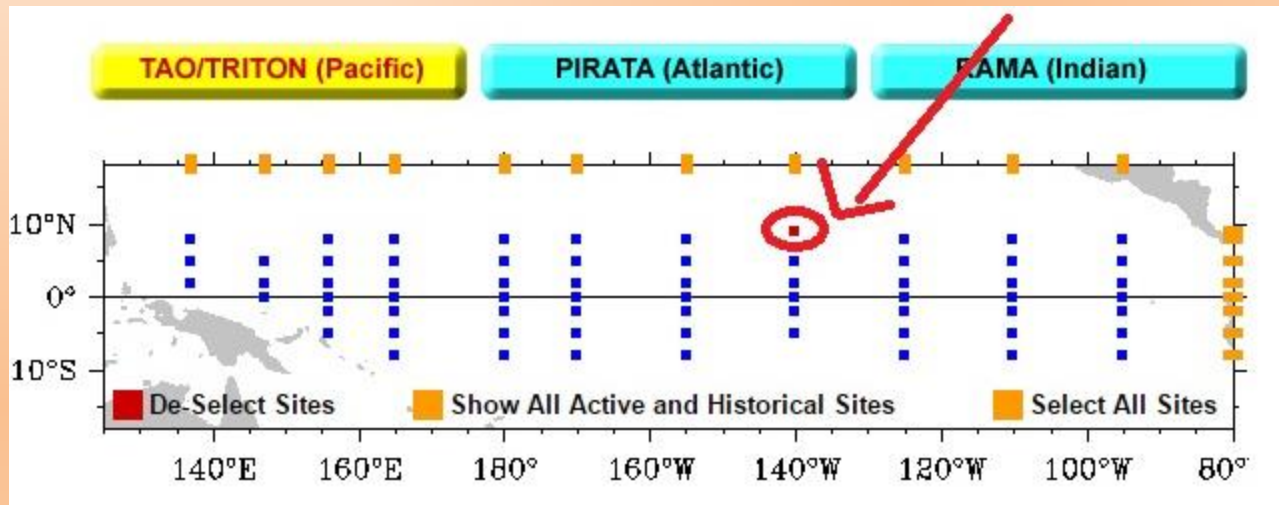 TAO/TRITON (Pacific) PIRATA (Atlantic) RAMA (Indian)
10°N
0°
10°S
De-Select Sites Show All Active and Historical Sites Select All Sites
140°E 160°E 180° 160°W 140°W 120°W 100°W 80°